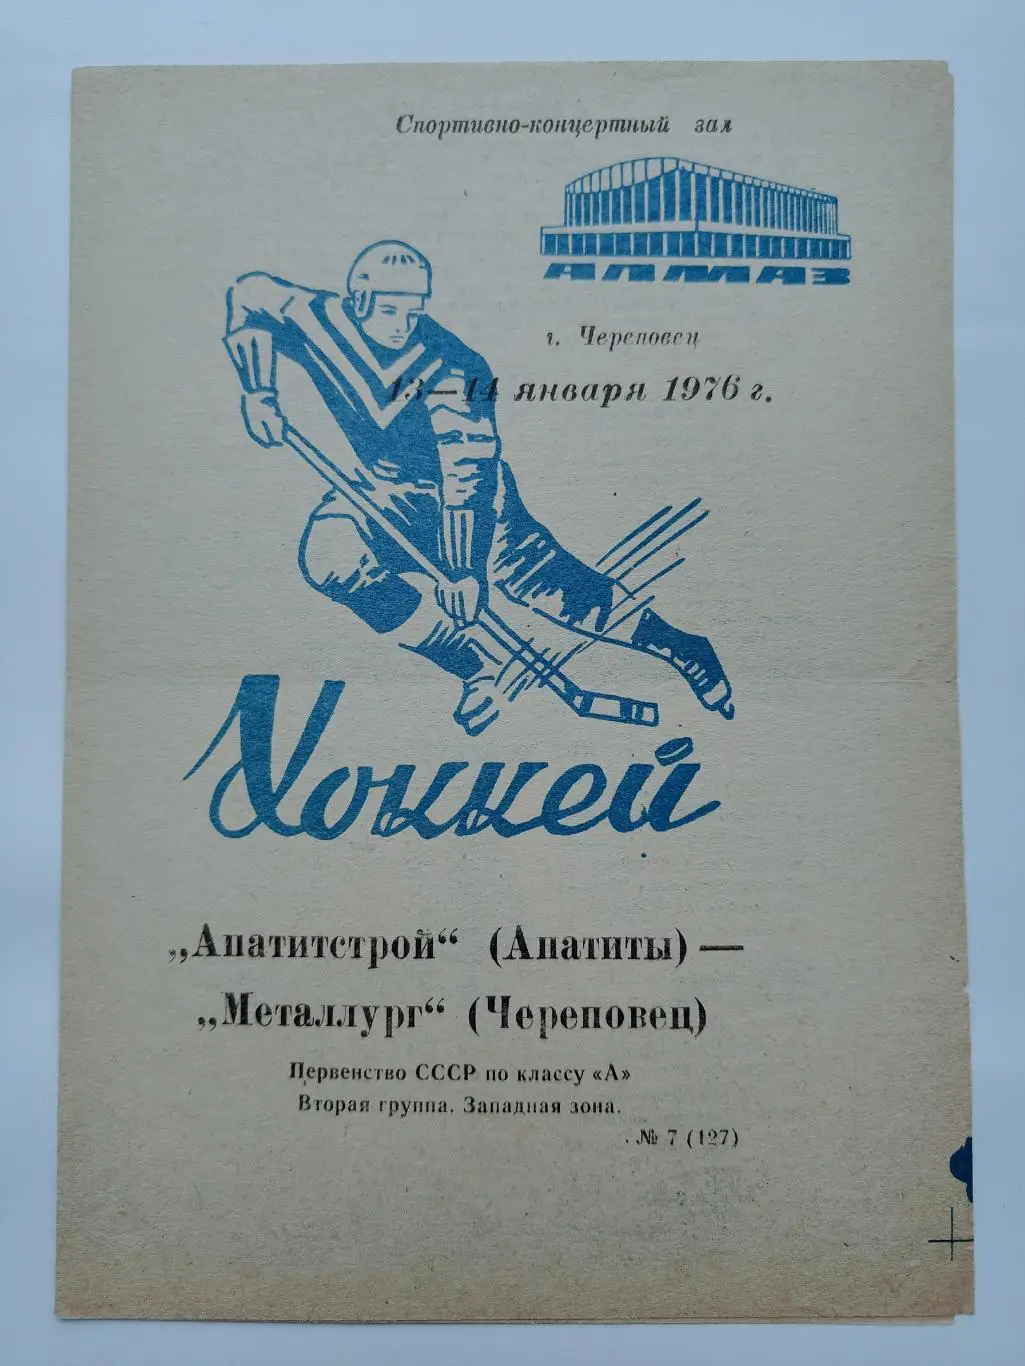 Спортивно-концертный зал
АЛМАЗ
г. Череповец
13—14 января 1976 г.
Хоккей
„Апатитстрой“ (Апатиты) —
„Металлург“ (Череповец)
Первенство СССР по классу «А»
Вторая группа. Западная зона.
№ 7 (127)